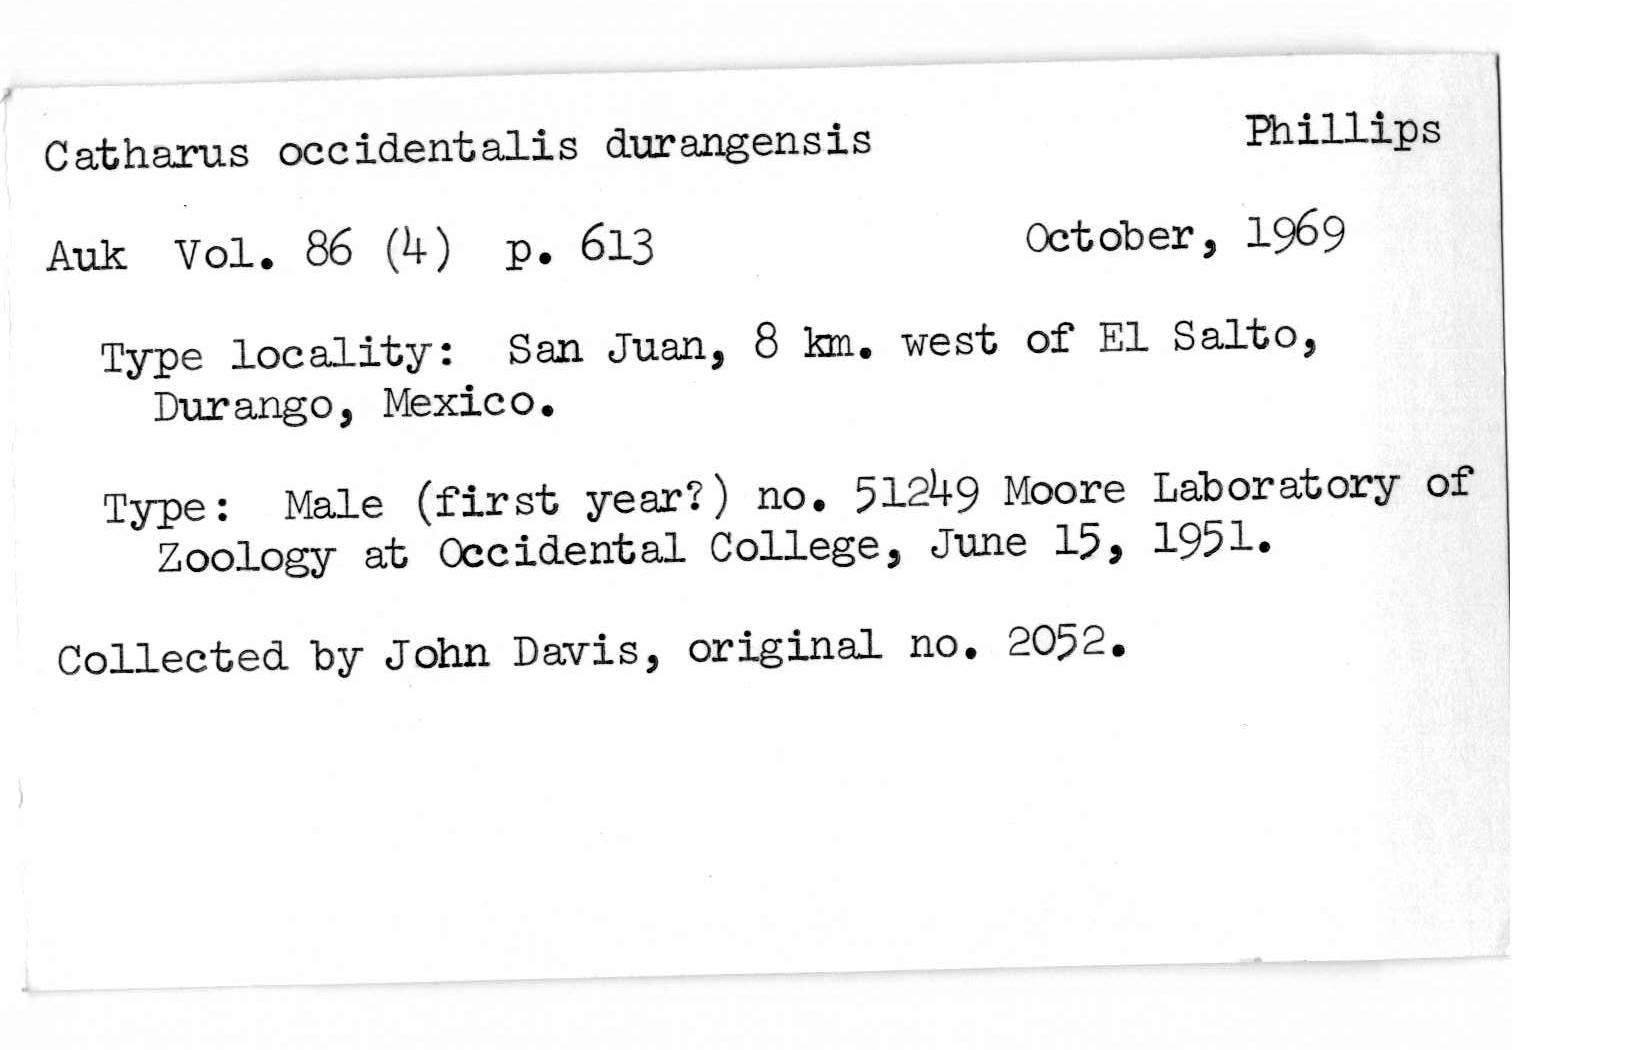 Catharus occidentalis durangensis Phillips
Auk Vol. 86 (4) p. 613 October, 1969
Type locality: San Juan, 8 km. west of El Salto,
Durango, Mexico.
Type: Male (first year?) no. 51249 Moore Laboratory of
Zoology at Occidental College, June 15, 1951.
Collected by John Davis, original no. 2052.